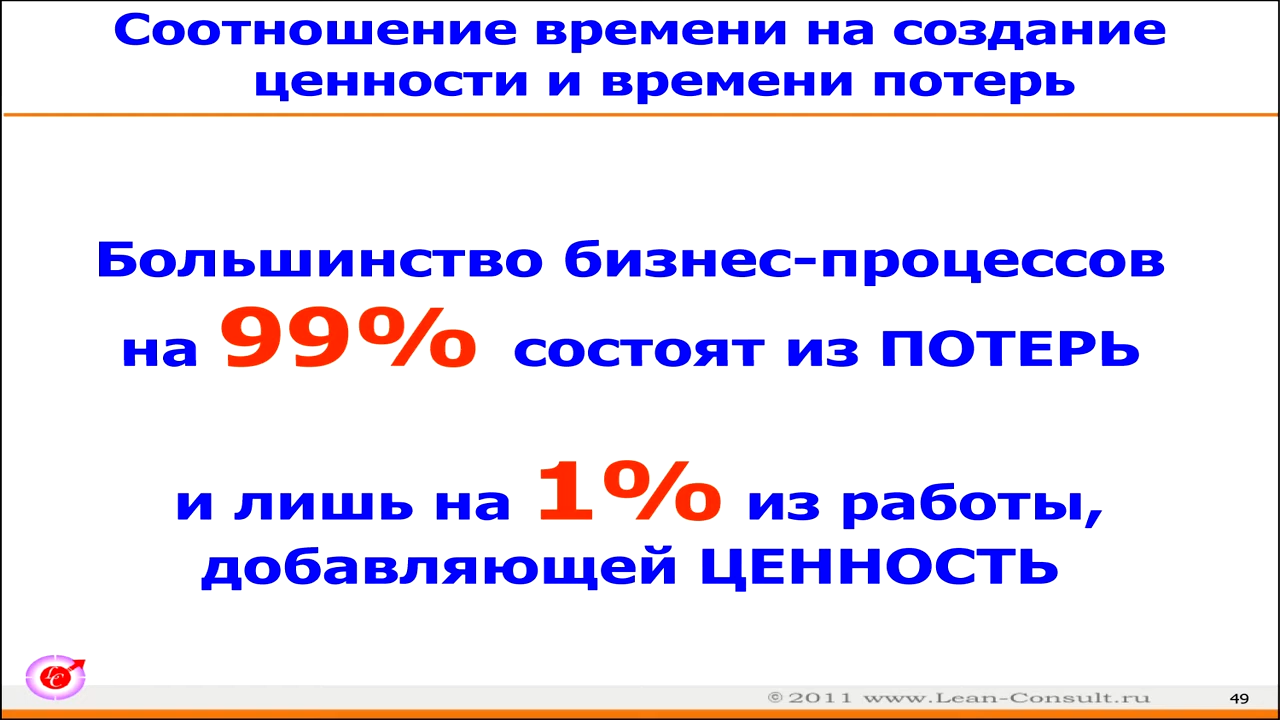 Соотношение времени на создание
ценности и времени потерь
Большинство бизнес-процессов
на 99% состоят из ПОТЕРЬ
и лишь на 1% из работы,
добавляющей ЦЕННОСТЬ
LC
© 2011 www.Lean-Consult.ru
49